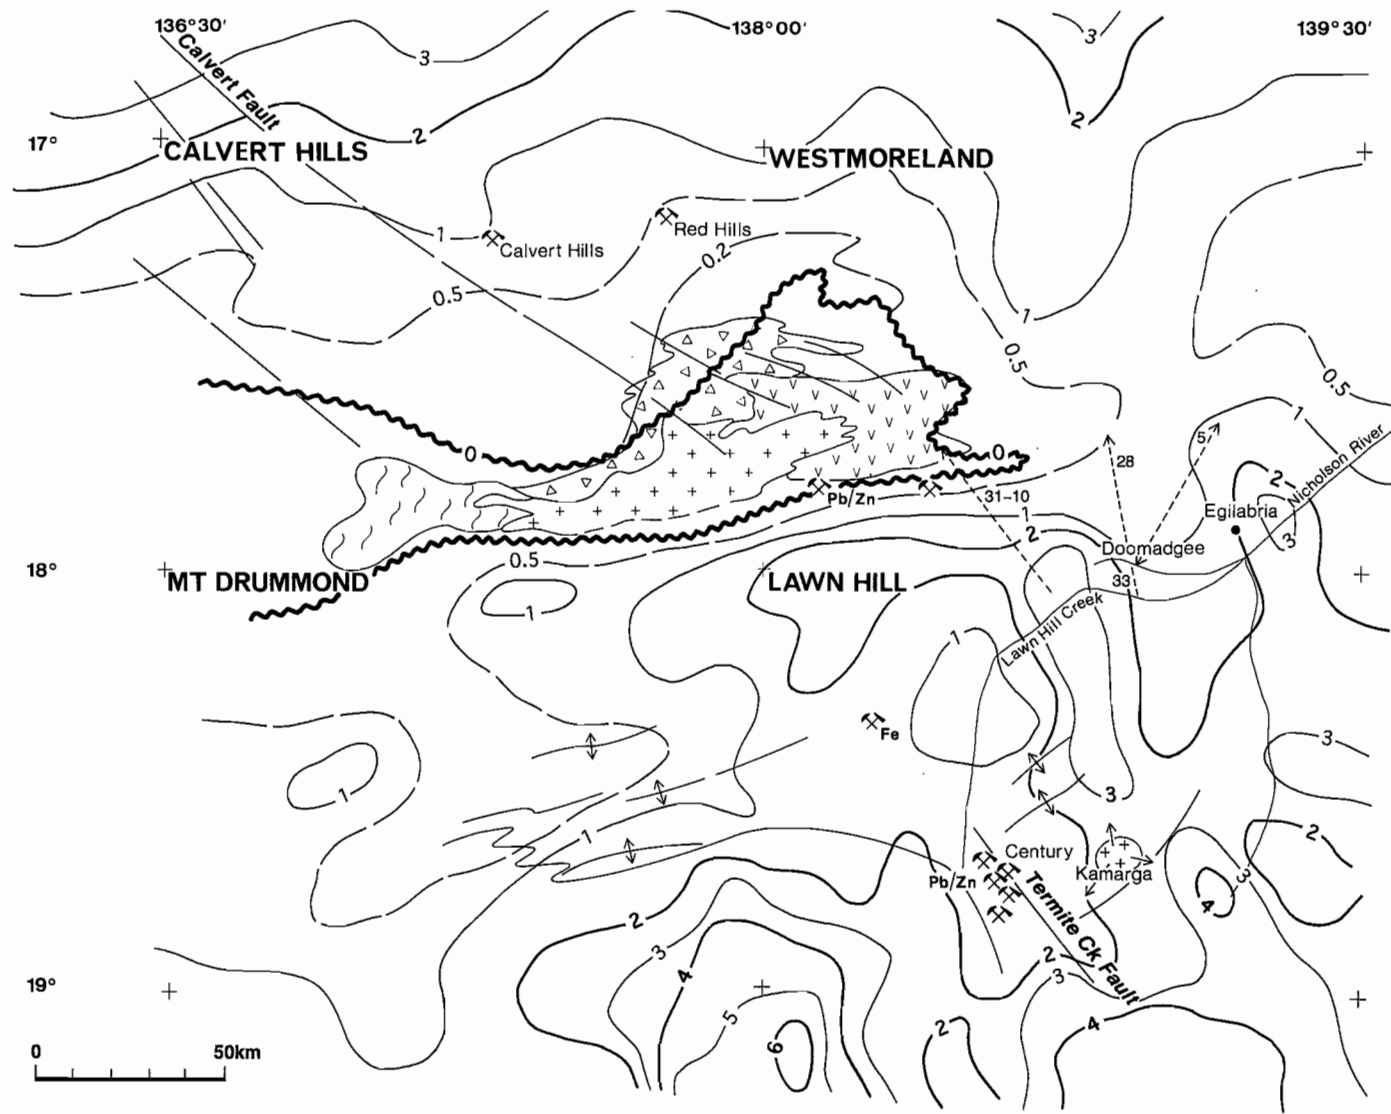 136°30′
138°00′
139°30′
Calvert Fault
3
3
2
2
17°
CALVERT HILLS
WESTMORELAND
1
Calvert Hills
Red Hills
0.2
0.5
1
0.5
0.5
0
0
1
5
28
2
Nicholson River
Pb/Zn
31–10
1
2
Egilabria
3
Doomadgee
0.5
18°
MT DRUMMOND
LAWN HILL
33
Lawn Hill Creek
1
1
Fe
3
1
3
1
2
Century
Kamarga
Pb/Zn
3
4
Termite Ck Fault
2
3
4
2
3
19°
5
6
2
4
0
50km